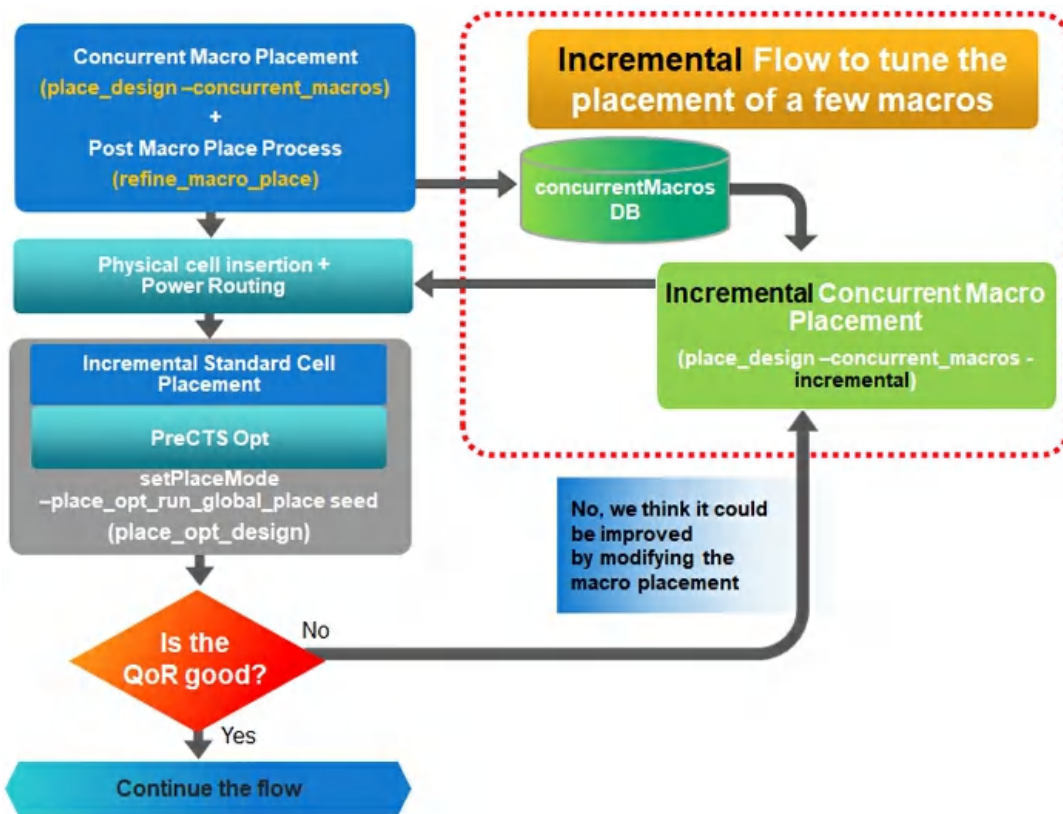 Concurrent Macro Placement
(place_design –concurrent_macros)
+
Post Macro Place Process
(refine_macro_place)
Incremental Flow to tune the
placement of a few macros
concurrentMacros
DB
Physical cell insertion +
Power Routing
Incremental Concurrent Macro
Placement
(place_design –concurrent_macros -
incremental)
Incremental Standard Cell
Placement
PreCTS Opt
setPlaceMode
–place_opt_run_global_place seed
(place_opt_design)
No, we think it could
be improved
by modifying the
macro placement
Is the
QoR good?
No
Yes
Continue the flow